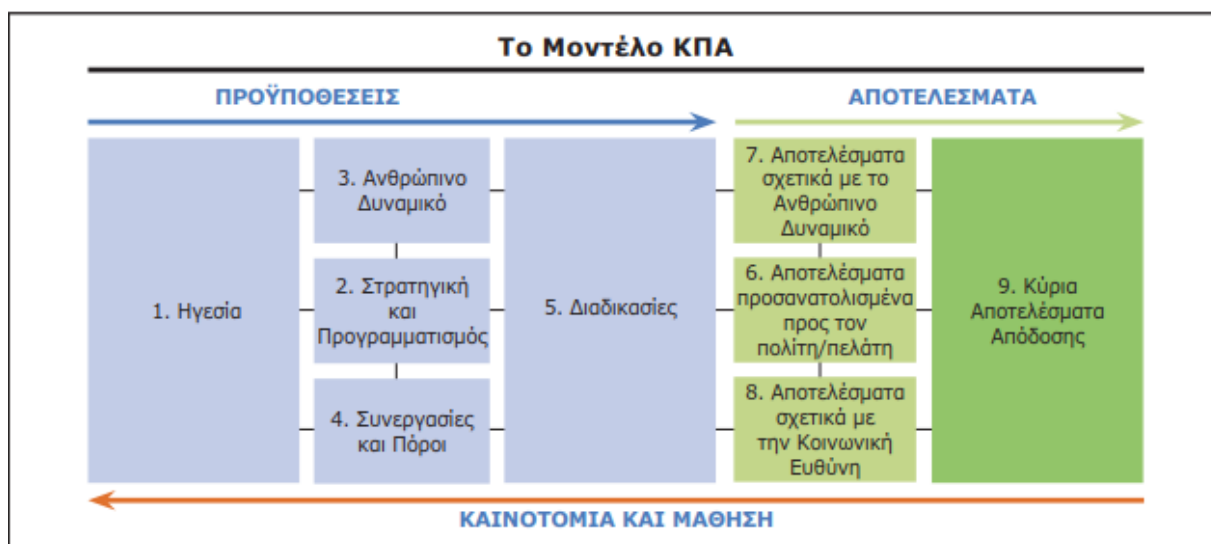 Το Μοντέλο ΚΠΑ
ΠΡΟΫΠΟΘΕΣΕΙΣ
ΑΠΟΤΕΛΕΣΜΑΤΑ
1. Ηγεσία
3. Ανθρώπινο
Δυναμικό
2. Στρατηγική
και
Προγραμματισμός
4. Συνεργασίες
και Πόροι
5. Διαδικασίες
7. Αποτελέσματα
σχετικά με το
Ανθρώπινο
Δυναμικό
6. Αποτελέσματα
προσανατολισμένα
προς τον
πολίτη/πελάτη
8. Αποτελέσματα
σχετικά με
την Κοινωνική
Ευθύνη
9. Κύρια
Αποτελέσματα
Απόδοσης
ΚΑΙΝΟΤΟΜΙΑ ΚΑΙ ΜΑΘΗΣΗ